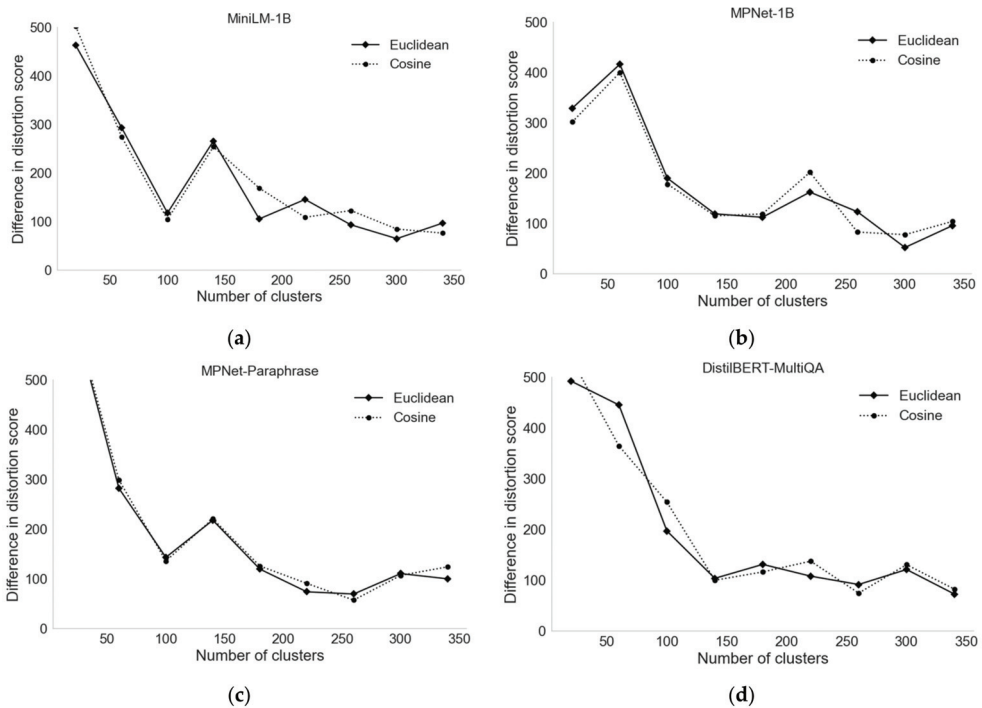 MiniLM-1B
500
400
300
200
100
0
Difference in distortion score
Euclidean
Cosine
50 100 150 200 250 300 350
Number of clusters
(a)
MPNet-1B
500
400
300
200
100
0
Difference in distortion score
Euclidean
Cosine
50 100 150 200 250 300 350
Number of clusters
(b)
MPNet-Paraphrase
500
400
300
200
100
0
Difference in distortion score
Euclidean
Cosine
50 100 150 200 250 300 350
Number of clusters
(c)
DistilBERT-MultiQA
500
400
300
200
100
0
Difference in distortion score
Euclidean
Cosine
50 100 150 200 250 300 350
Number of clusters
(d)